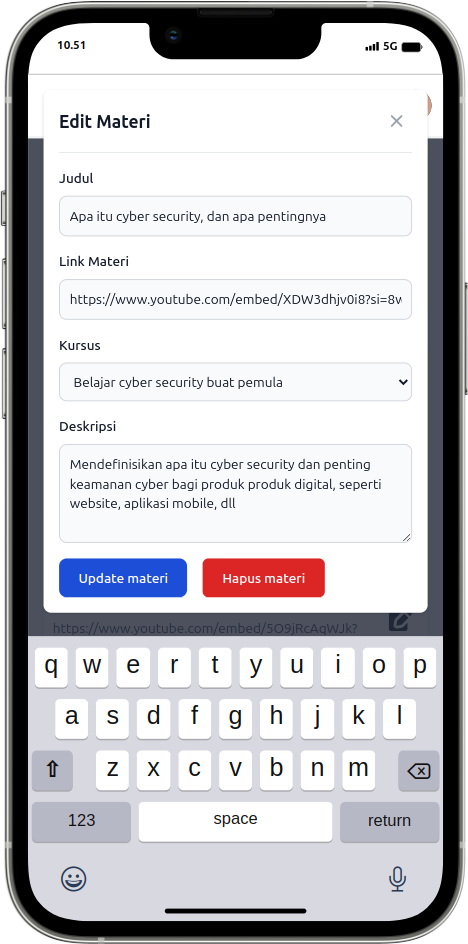 10.51
5G
Edit Materi
Judul
Apa itu cyber security, dan apa pentingnya
Link Materi
https://www.youtube.com/embed/XDW3dhjv0i8?si=8w
Kursus
Belajar cyber security buat pemula
Deskripsi
Mendefinisikan apa itu cyber security dan penting
keamanan cyber bagi produk produk digital, seperti
website, aplikasi mobile, dll
Update materi Hapus materi
https://www.youtube.com/embed/5O9jRcAqWJk?
q w e r t y u i o p
a s d f g h j k l
z x c v b n m
123 space return